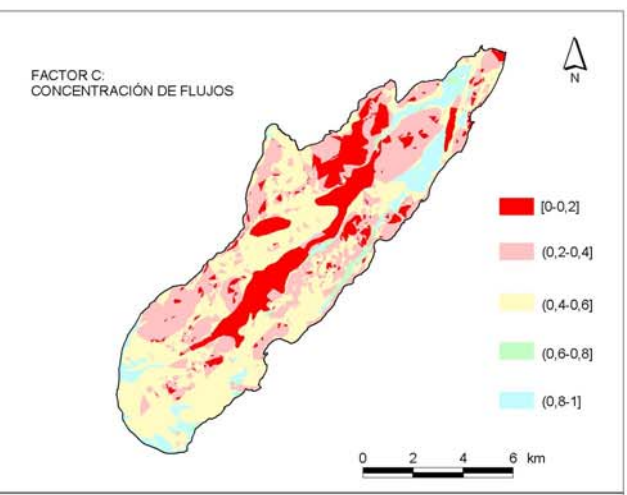 FACTOR C:
CONCENTRACIÓN DE FLUJOS
N
[0-0,2]
(0,2-0,4]
(0,4-0,6]
(0,6-0,8]
(0,8-1]
0 2 4 6 km